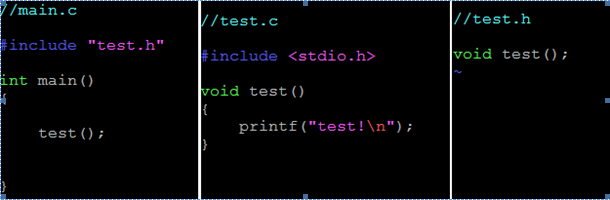 //main.c
#include "test.h"
int main()
{
test();
}
//test.c
#include <stdio.h>
void test()
{
printf("test!\n");
}
//test.h
void test();
~